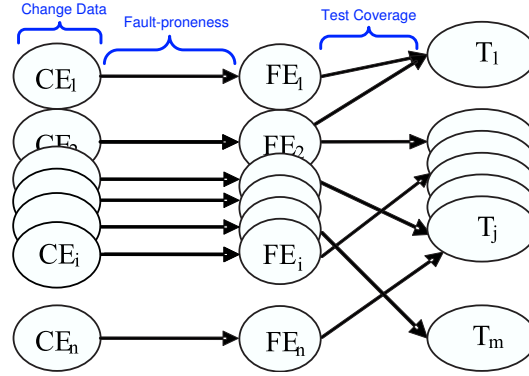 Change Data
Fault-proneness
Test Coverage
CE1 FE1 T1
CE2 FE2
CEi FEi Tj
CEn FEn Tm